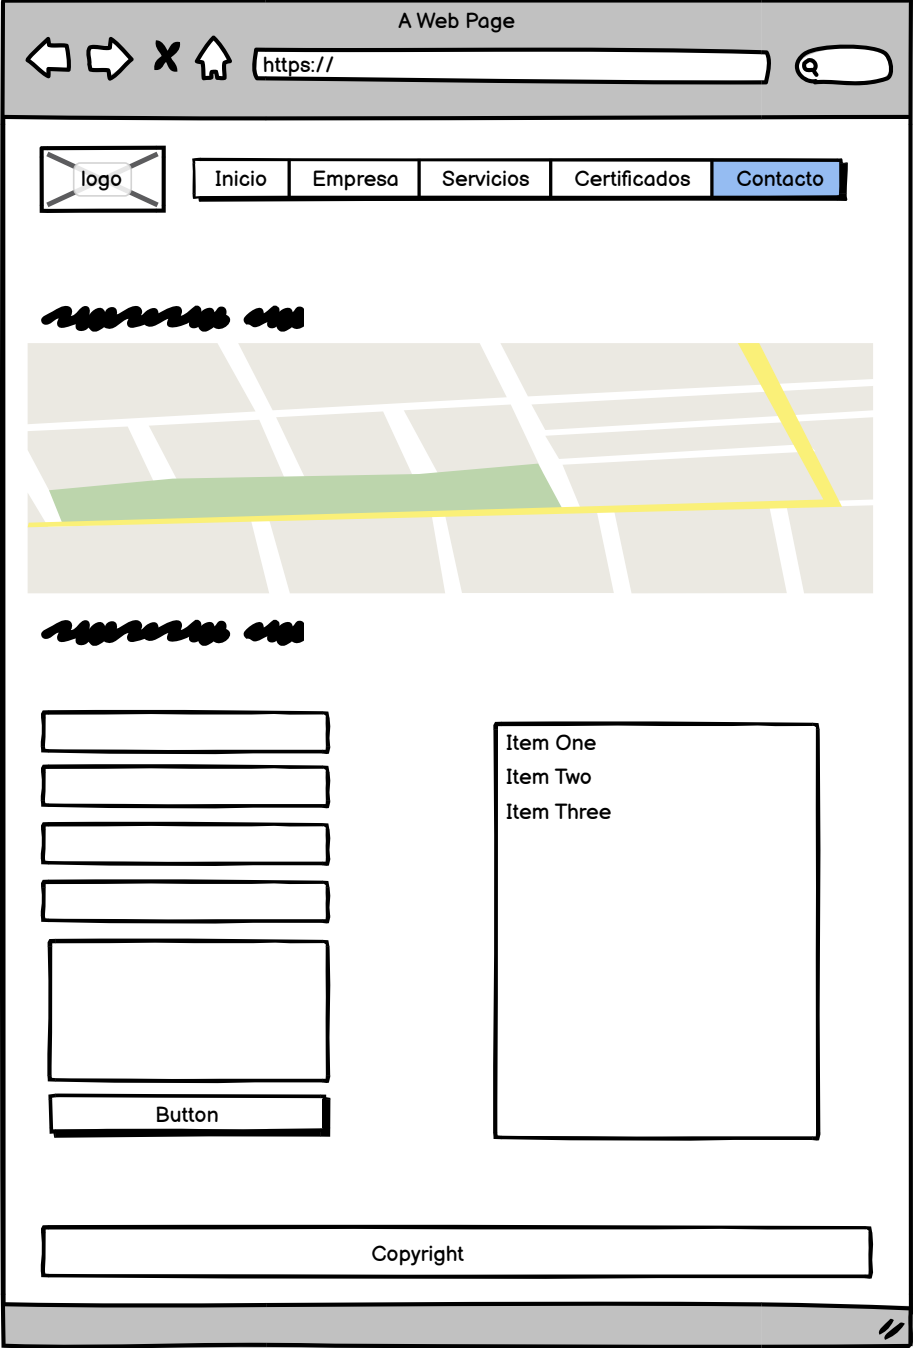 A Web Page
https://
logo
Inicio Empresa Servicios Certificados Contacto
Item One
Item Two
Item Three
Button
Copyright